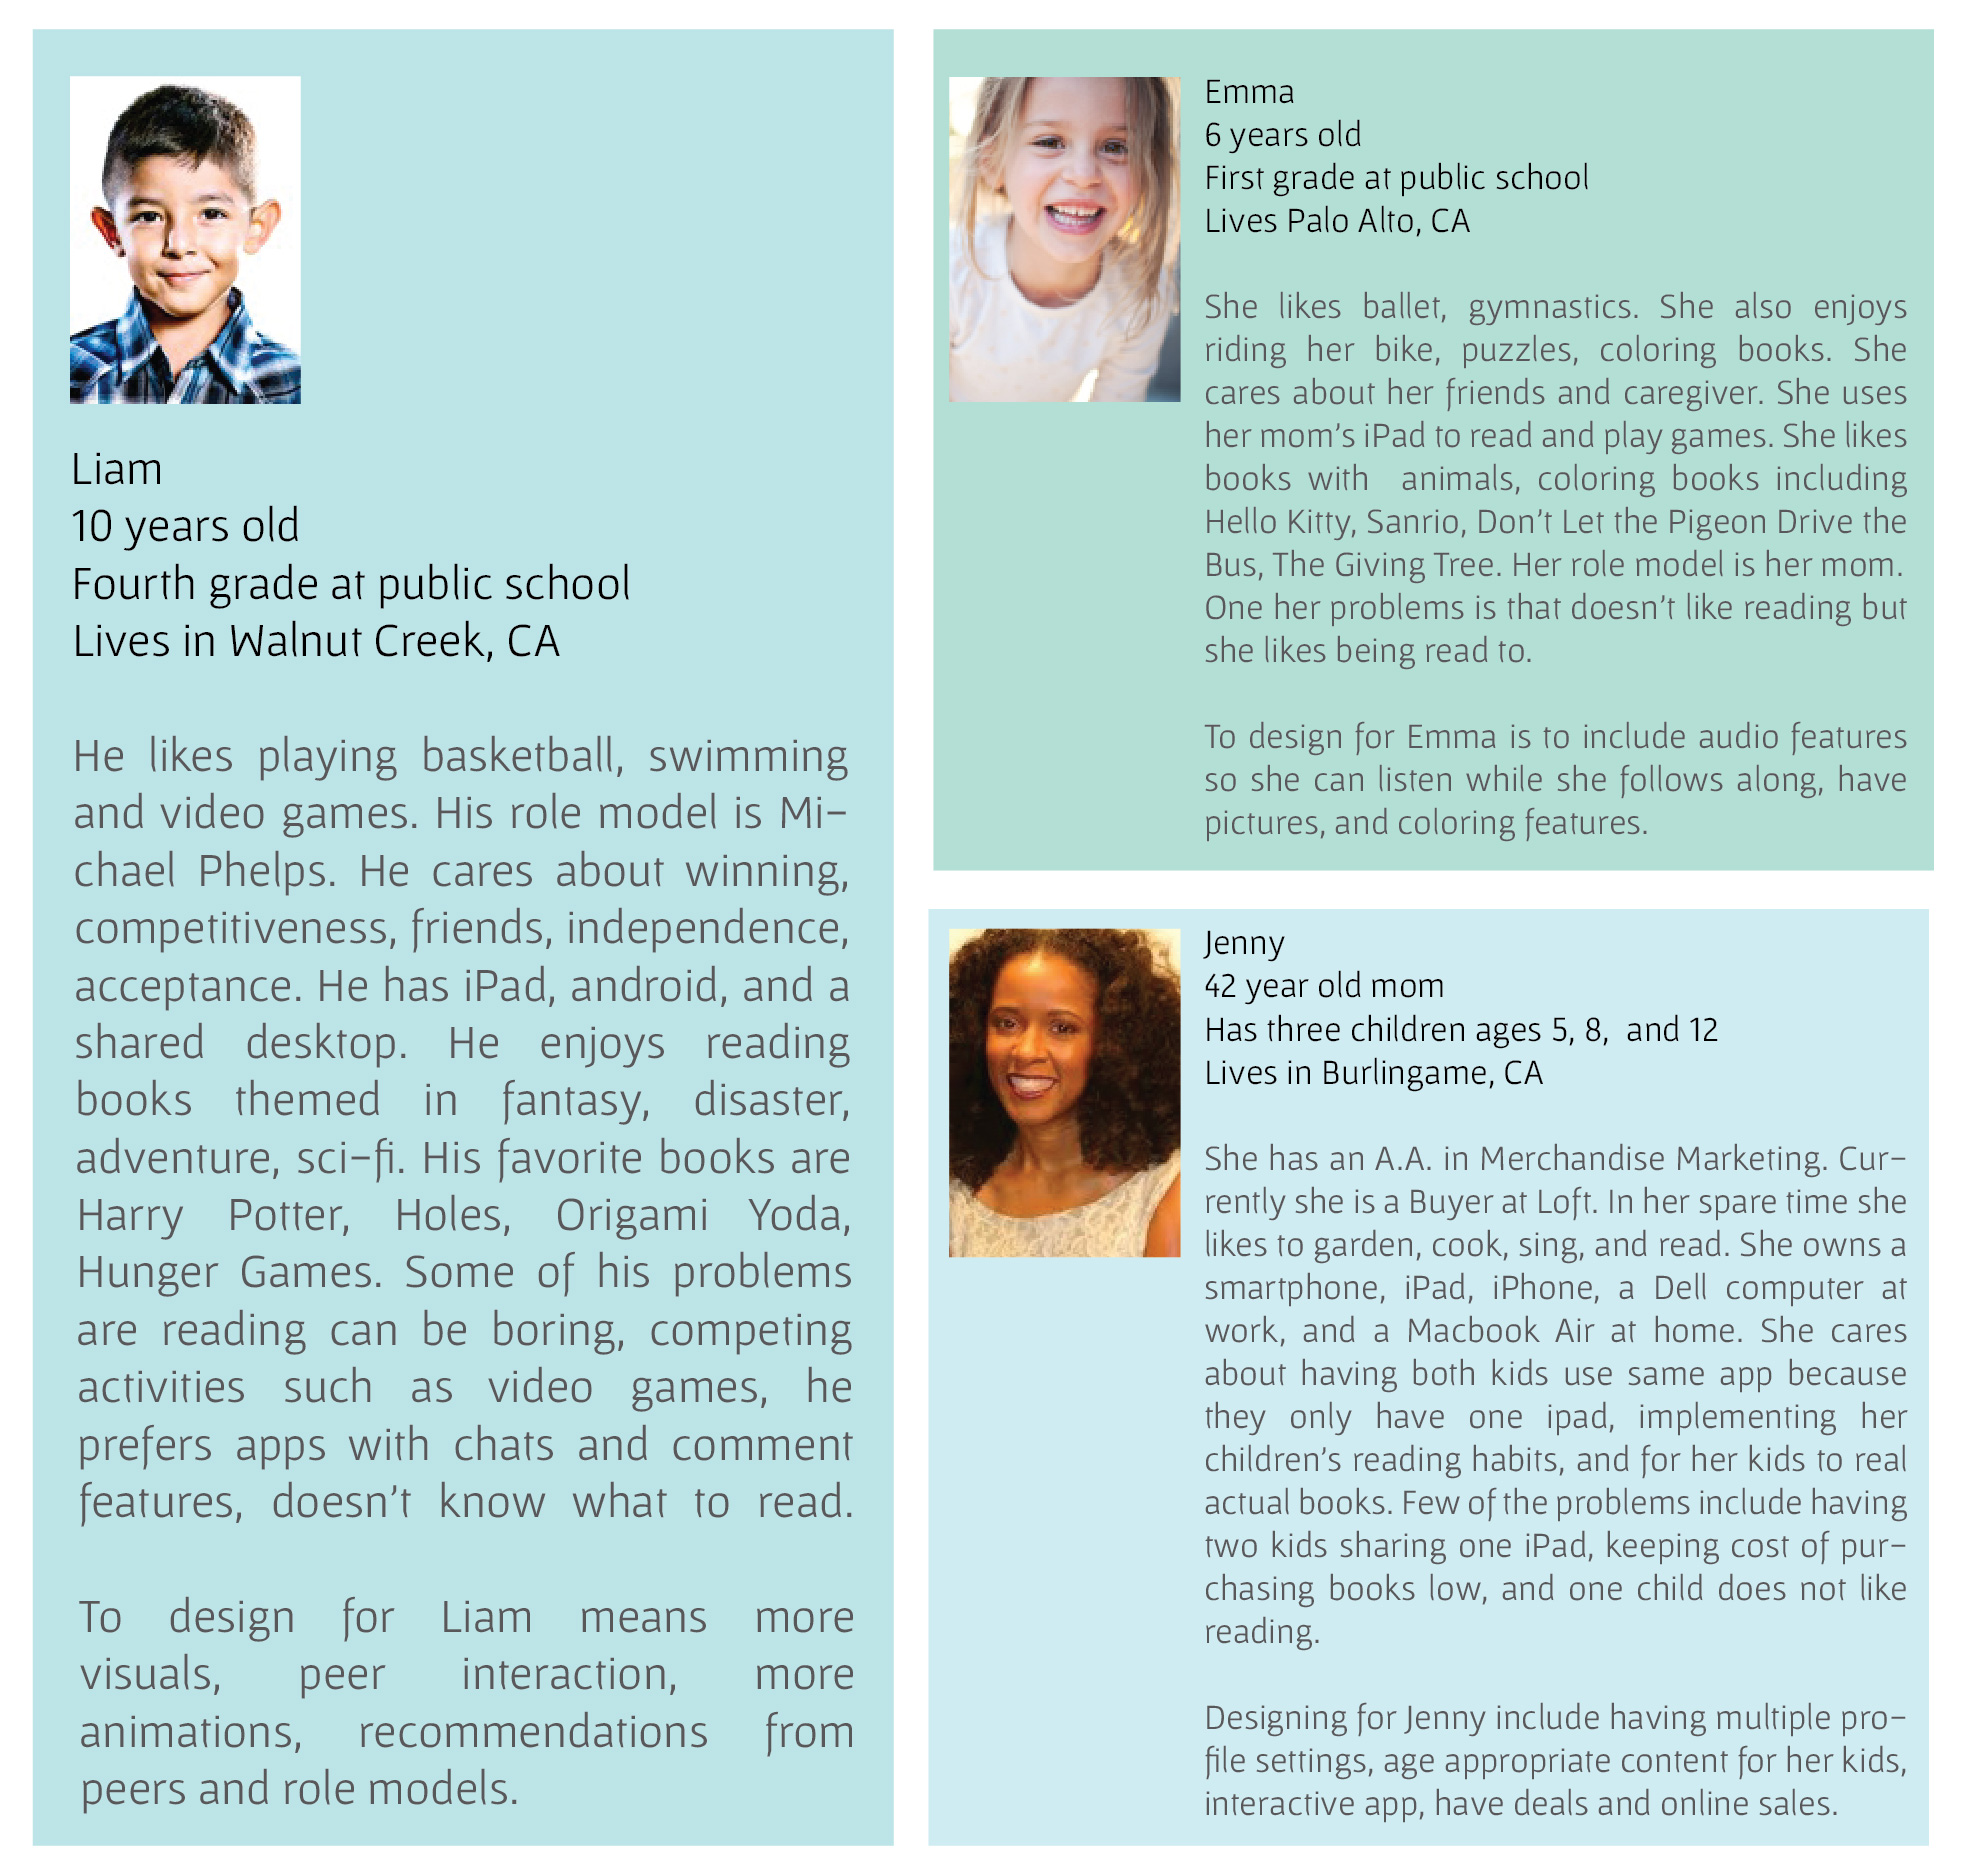 Liam
10 years old
Fourth grade at public school
Lives in Walnut Creek, CA
He likes playing basketball, swimming
and video games. His role model is Mi-
chael Phelps. He cares about winning,
competitiveness, friends, independence,
acceptance. He has iPad, android, and a
shared desktop. He enjoys reading
books themed in fantasy, disaster,
adventure, sci-fi. His favorite books are
Harry Potter, Holes, Origami Yoda,
Hunger Games. Some of his problems
are reading can be boring, competing
activities such as video games, he
prefers apps with chats and comment
features, doesn't know what to read.
To design for Liam means more
visuals, peer interaction, more
animations, recommendations from
peers and role models.
Emma
6 years old
First grade at public school
Lives Palo Alto, CA
She likes ballet, gymnastics. She also enjoys
riding her bike, puzzles, coloring books. She
cares about her friends and caregiver. She uses
her mom's iPad to read and play games. She likes
books with animals, coloring books including
Hello Kitty, Sanrio, Don't Let the Pigeon Drive the
Bus, The Giving Tree. Her role model is her mom.
One her problems is that doesn't like reading but
she likes being read to.
To design for Emma is to include audio features
so she can listen while she follows along, have
pictures, and coloring features.
Jenny
42 year old mom
Has three children ages 5, 8, and 12
Lives in Burlingame, CA
She has an A.A. in Merchandise Marketing. Cur-
rently she is a Buyer at Loft. In her spare time she
likes to garden, cook, sing, and read. She owns a
smartphone, iPad, iPhone, a Dell computer at
work, and a Macbook Air at home. She cares
about having both kids use same app because
they only have one ipad, implementing her
children's reading habits, and for her kids to real
actual books. Few of the problems include having
two kids sharing one iPad, keeping cost of pur-
chasing books low, and one child does not like
reading.
Designing for Jenny include having multiple pro-
file settings, age appropriate content for her kids,
interactive app, have deals and online sales.